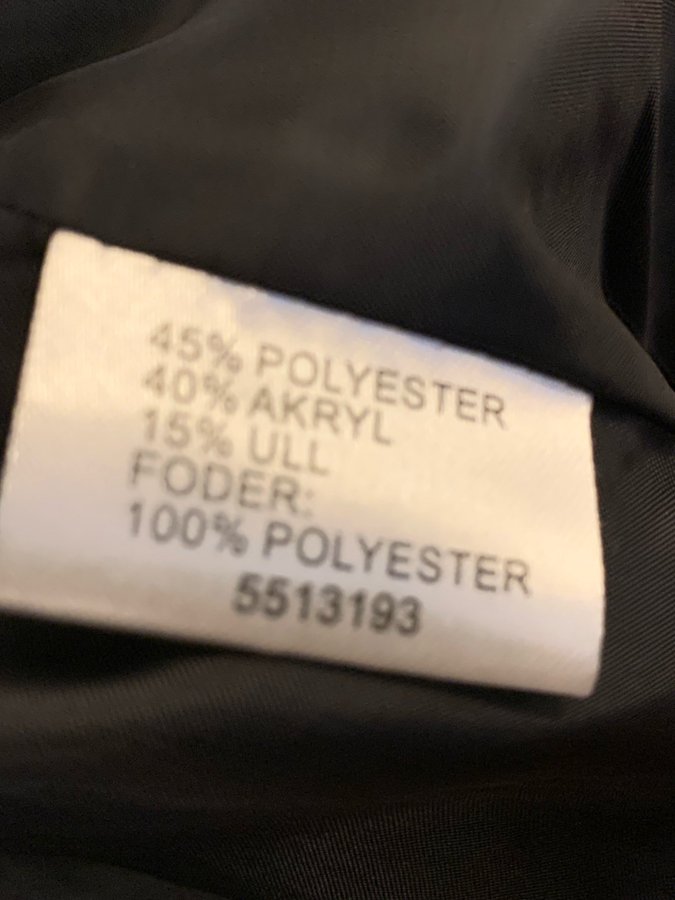 45% POLYESTER
40% AKRYL
15% ULL
FODER:
100% POLYESTER
5513193